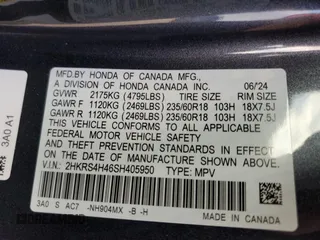 MFD.BY HONDA OF CANADA MFG.,
A DIVISION OF HONDA CANADA INC. 06/24
GVWR 2175KG (4795LBS) TIRE SIZE RIM SIZE
GAWR F 1120KG (2469LBS) 235/60R18 103H 18X7.5J
GAWR R 1120KG (2469LBS) 235/60R18 103H 18X7.5J
THIS VEHICLE CONFORMS TO ALL APPLICABLE
FEDERAL MOTOR-VEHICLE SAFETY, BUMPER, AND
THEFT PREVENTION STANDARDS IN EFFECT ON THE
DATE OF MANUFACTURE SHOWN ABOVE.
VIN: 2HKRS4H46SH405950 TYPE: MPV
3A0 S AC7 -NH904MX -B -H
MADE IN CANADA
3A0 A1